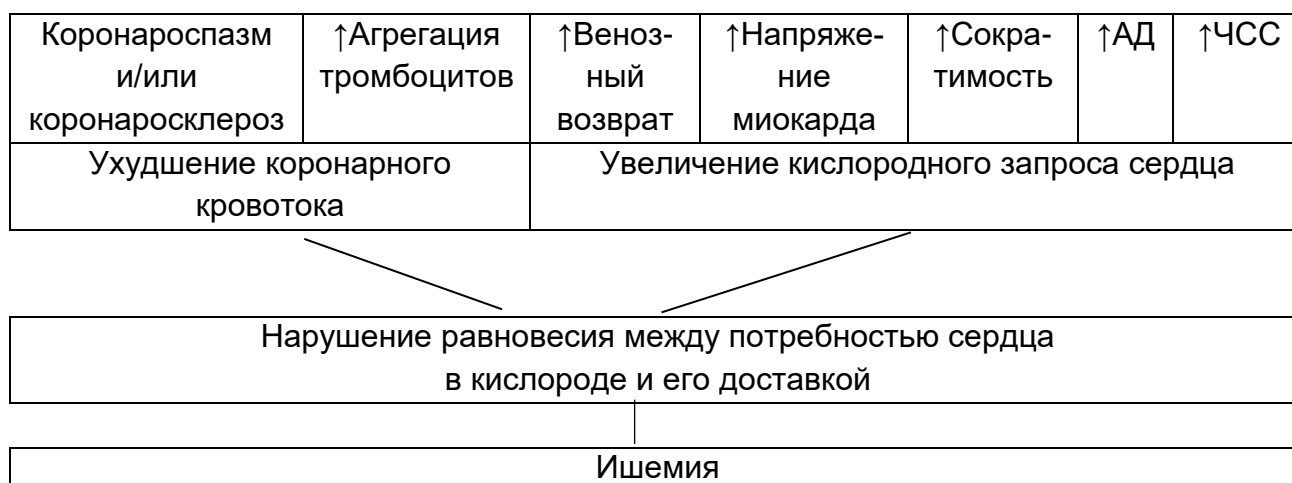 Коронароспазм
и/или
коронаросклероз
↑Агрегация
тромбоцитов
↑Веноз-
ный
возврат
↑Напряже-
ние
миокарда
↑Сокра-
тимость
↑АД
↑ЧСС
Ухудшение коронарного
кровотока
Увеличение кислородного запроса сердца
Нарушение равновесия между потребностью сердца
в кислороде и его доставкой
Ишемия